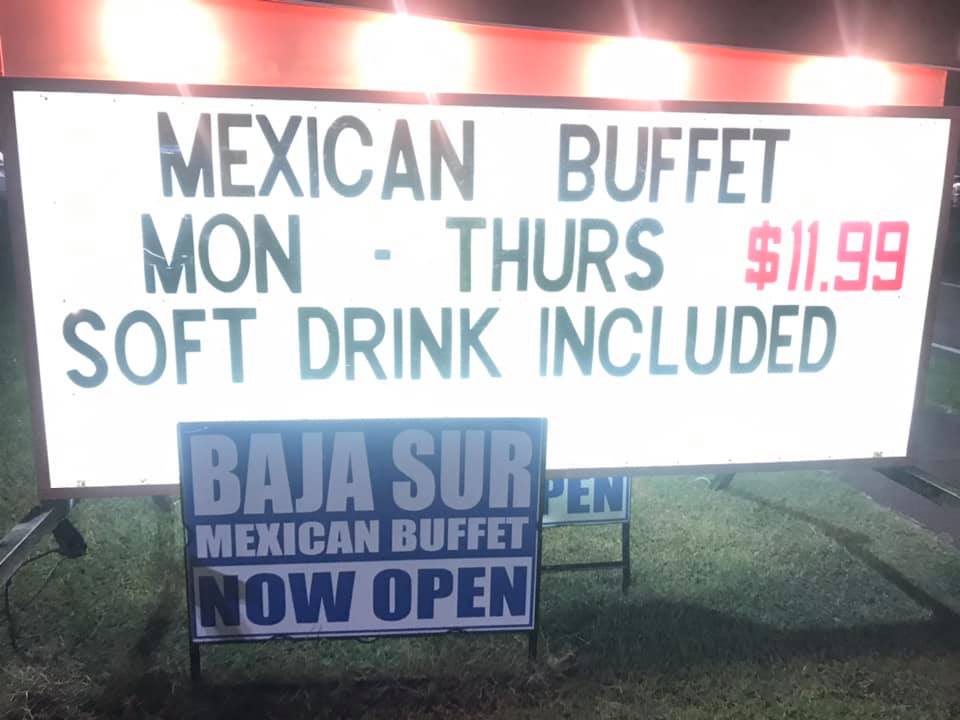 MEXICAN BUFFET
MON - THURS $11.99
SOFT DRINK INCLUDED
BAJA SUR
MEXICAN BUFFET
NOW OPEN
PEN